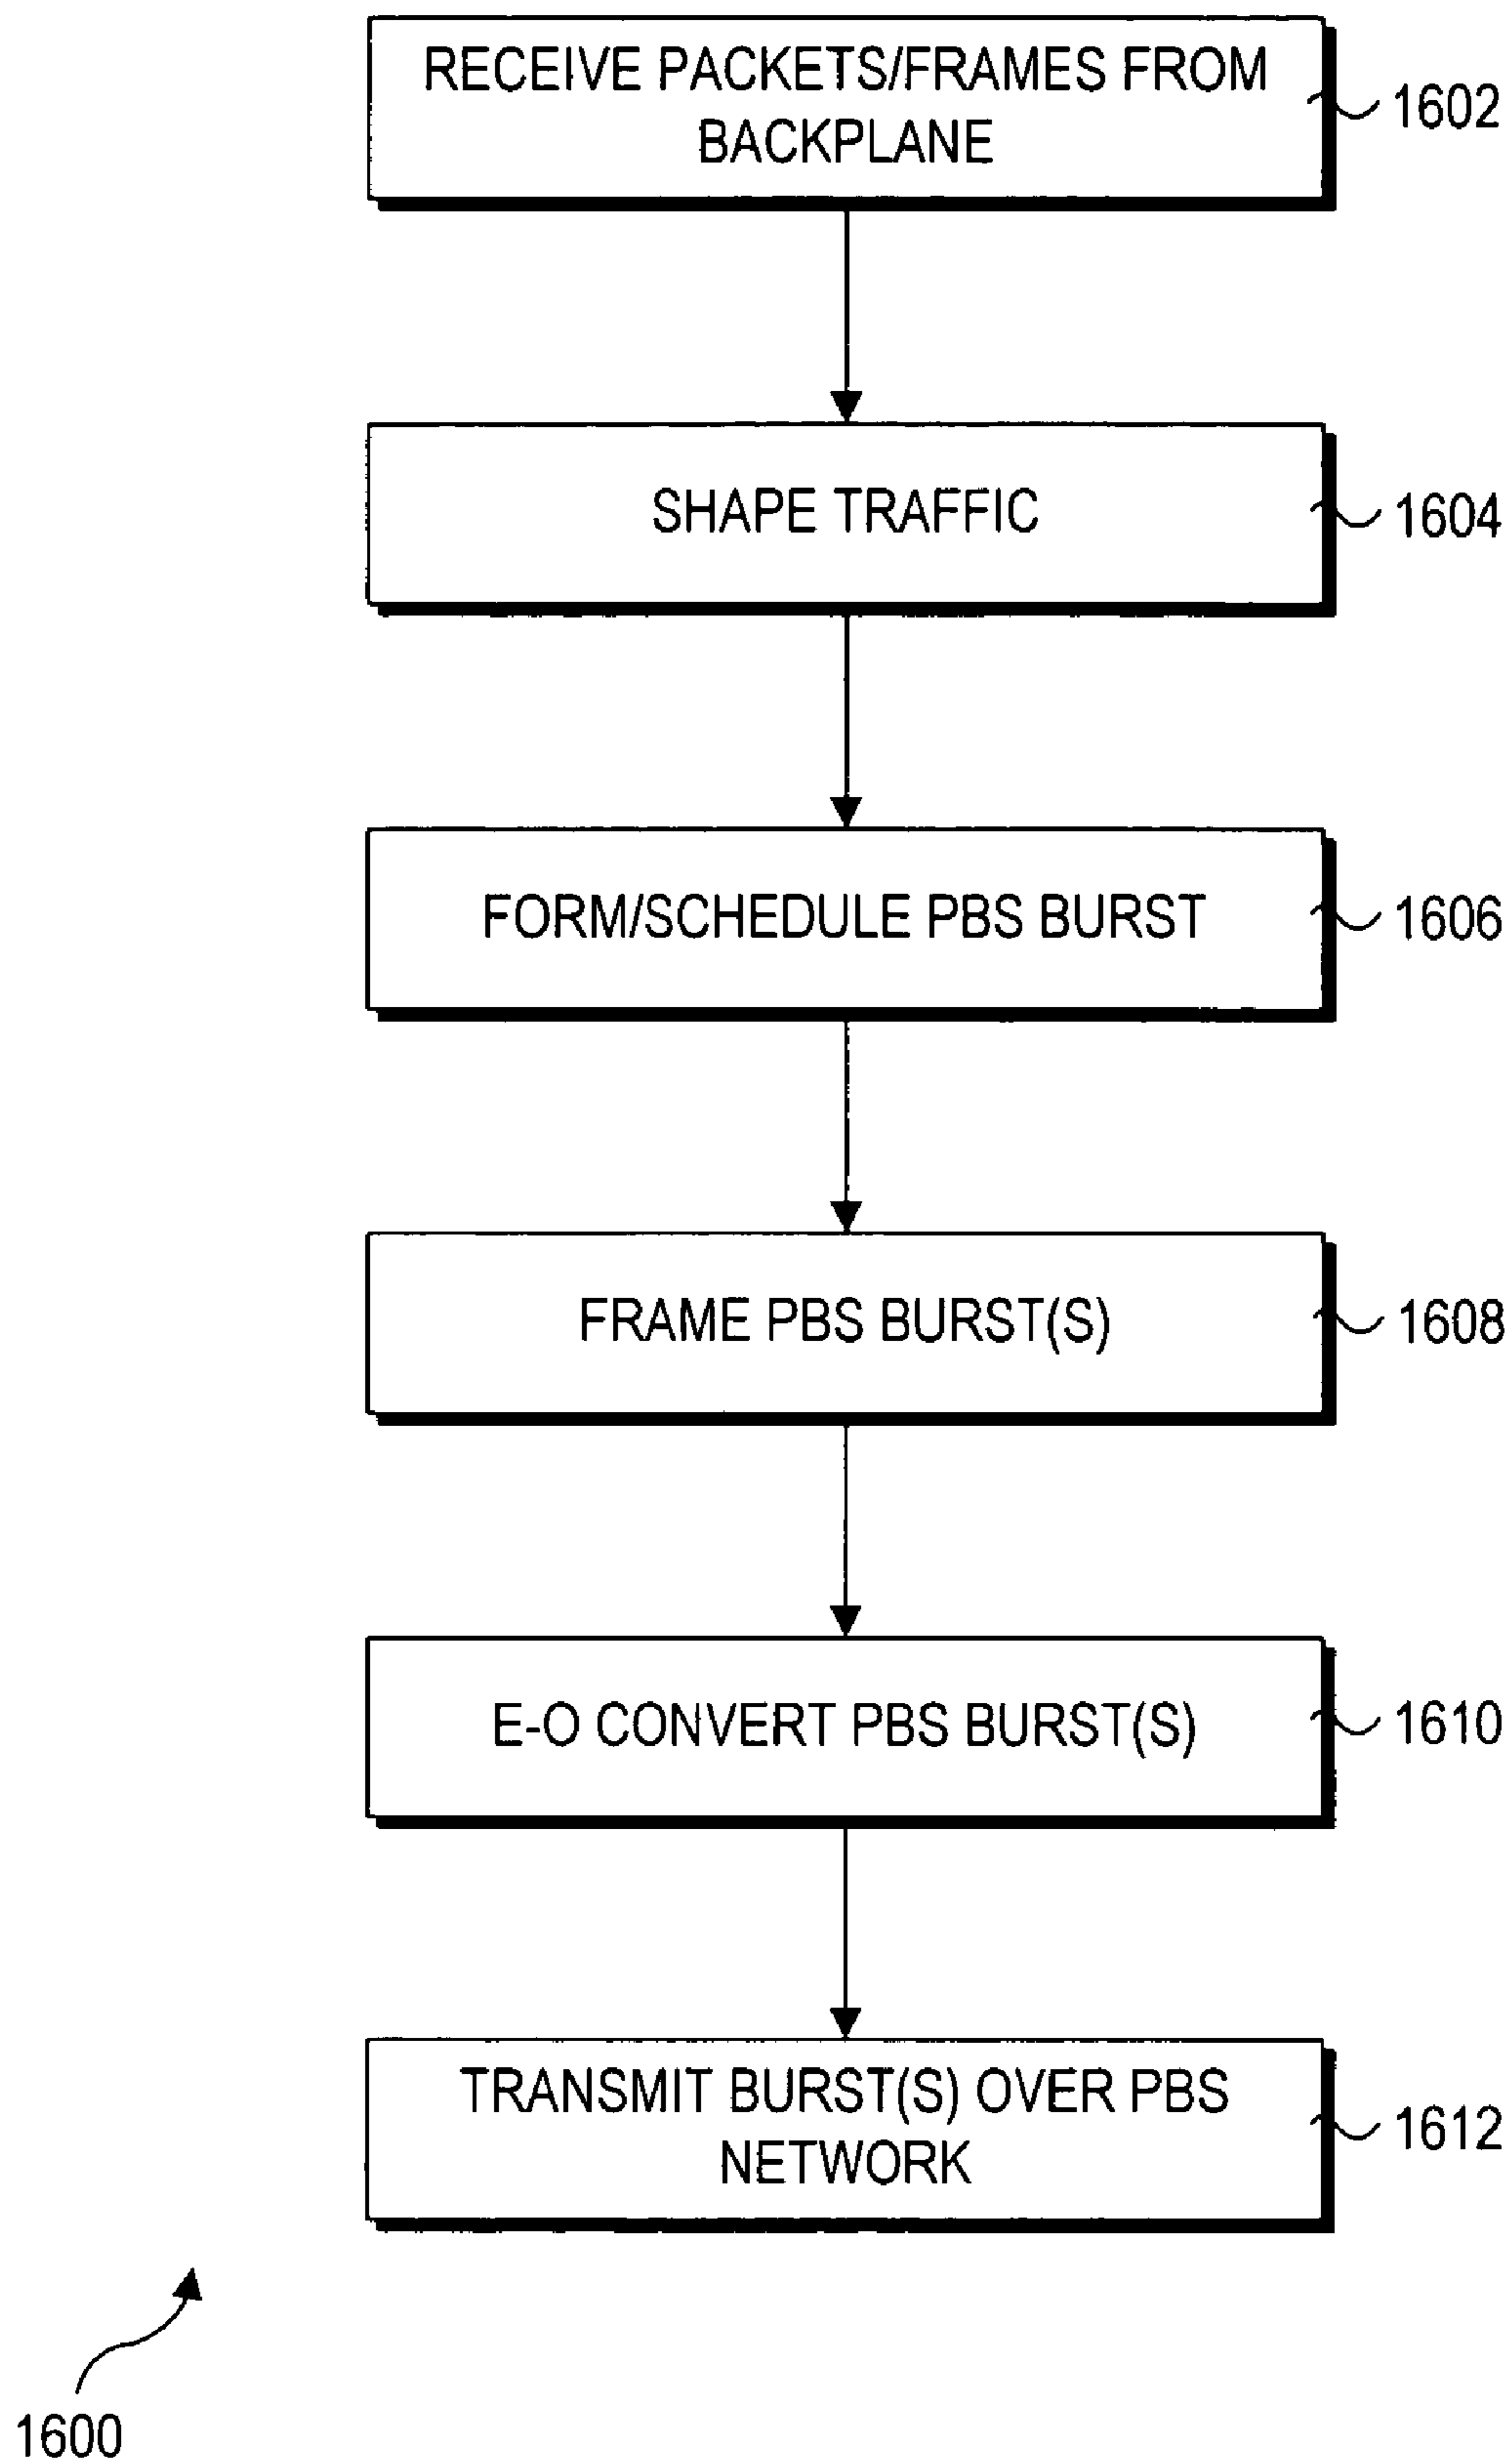 RECEIVE PACKETS/FRAMES FROM
BACKPLANE
1602
SHAPE TRAFFIC
1604
FORM/SCHEDULE PBS BURST
1606
FRAME PBS BURST(S)
1608
E-O CONVERT PBS BURST(S)
1610
TRANSMIT BURST(S) OVER PBS
NETWORK
1612
1600